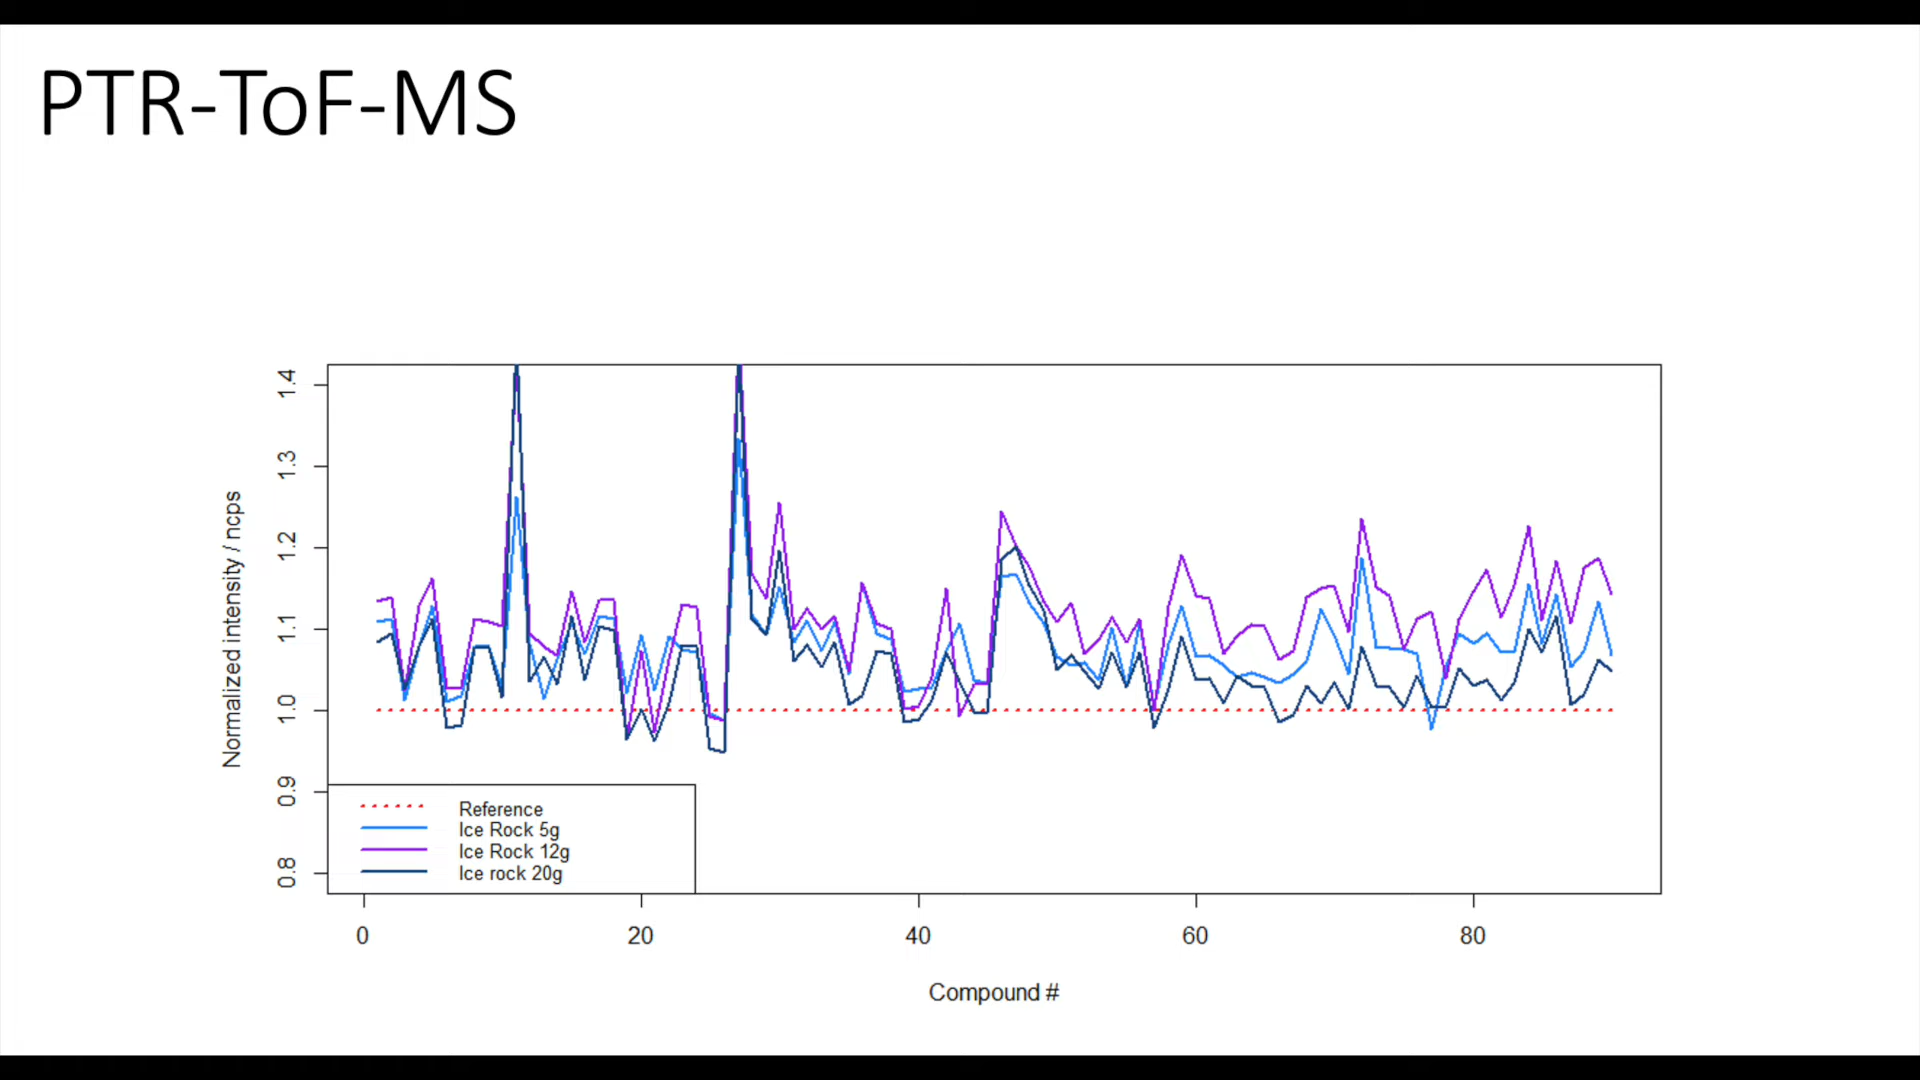 PTR-ToF-MS
Normalized intensity / ncps
1.4
1.3
1.2
1.1
1.0
0.9
0.8
Reference
Ice Rock 5g
Ice Rock 12g
Ice rock 20g
0 20 40 60 80
Compound #